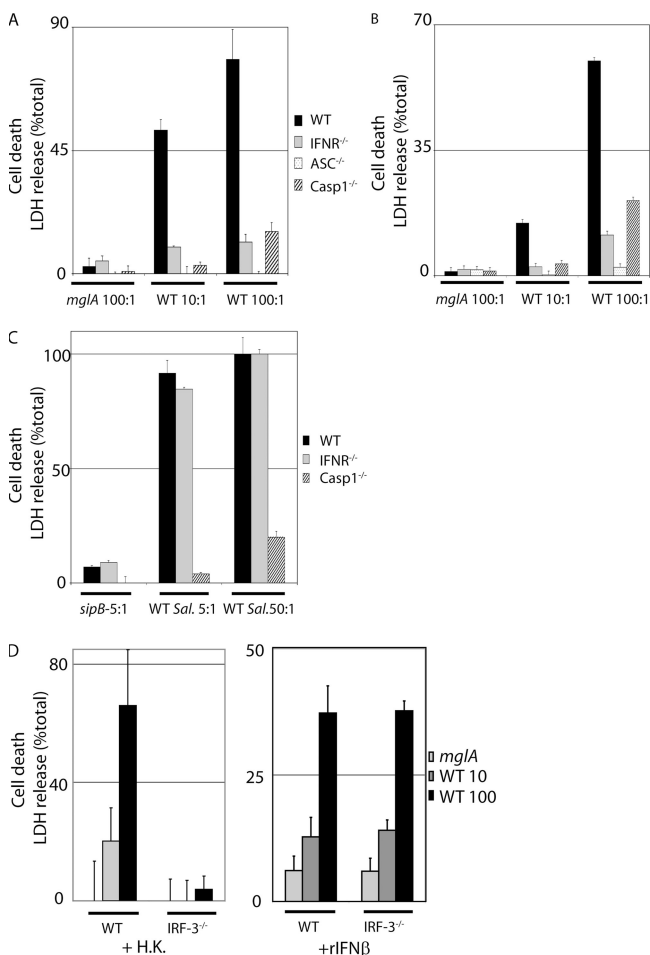 A
90
45
0
Cell death
LDH release (%total)
mglA 100:1 WT 10:1 WT 100:1
WT
IFNR-/-
ASC-/-
Casp1-/-
B
70
35
0
Cell death
LDH release (%total)
mglA 100:1 WT 10:1 WT 100:1
C
100
50
0
Cell death
LDH release (%total)
sipB-5:1 WT Sal. 5:1 WT Sal.50:1
WT
IFNR-/-
Casp1-/-
D
80
40
0
Cell death
LDH release (%total)
WT IRF-3-/-
+ H.K.
50
25
0
WT IRF-3-/-
+rIFNβ
mglA
WT 10
WT 100